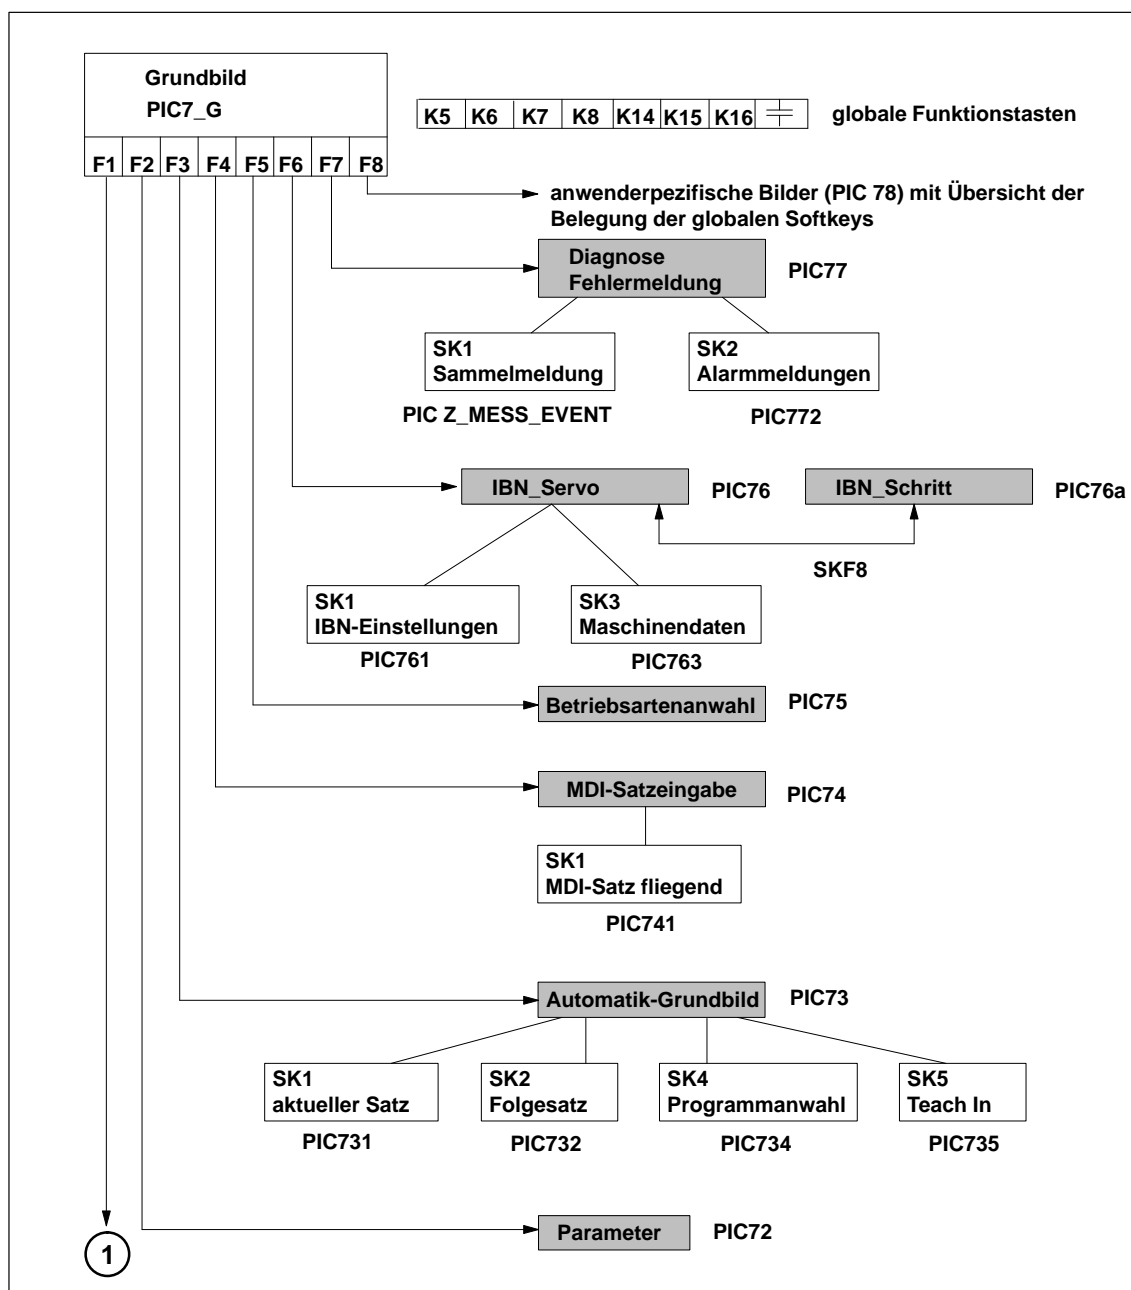 Grundbild
PIC7_G
K5 K6 K7 K8 K14 K15 K16
globale Funktionstasten
F1 F2 F3 F4 F5 F6 F7 F8
anwenderpezifische Bilder (PIC 78) mit Übersicht der
Belegung der globalen Softkeys
Diagnose
Fehlermeldung
PIC77
SK1
Sammelmeldung
SK2
Alarmmeldungen
PIC Z_MESS_EVENT
PIC772
IBN_Servo
PIC76
IBN_Schritt
PIC76a
SKF8
SK1
IBN-Einstellungen
SK3
Maschinendaten
PIC761
PIC763
Betriebsartenanwahl
PIC75
MDI-Satzeingabe
PIC74
SK1
MDI-Satz fliegend
PIC741
Automatik-Grundbild
PIC73
SK1
aktueller Satz
SK2
Folgesatz
SK4
Programmanwahl
SK5
Teach In
PIC731
PIC732
PIC734
PIC735
Parameter
PIC72
1